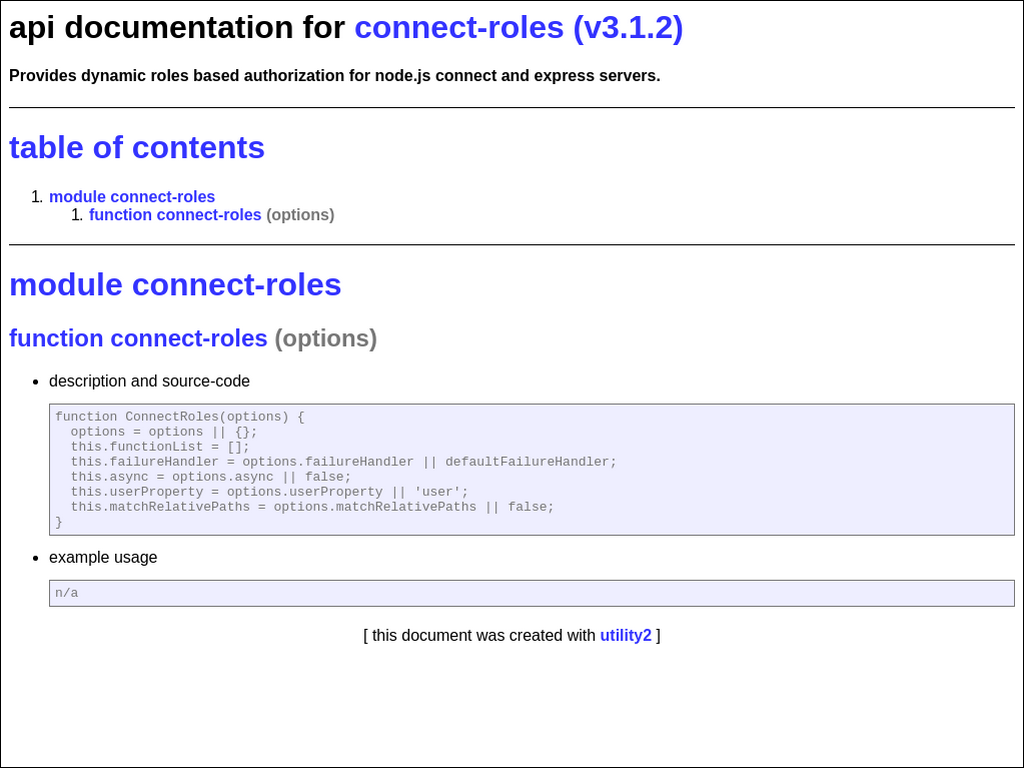 api documentation for connect-roles (v3.1.2)
Provides dynamic roles based authorization for node.js connect and express servers.
table of contents
1. module connect-roles
1. function connect-roles (options)
module connect-roles
function connect-roles (options)
• description and source-code
function ConnectRoles(options) {
  options = options || {};
  this.functionList = [];
  this.failureHandler = options.failureHandler || defaultFailureHandler;
  this.async = options.async || false;
  this.userProperty = options.userProperty || 'user';
  this.matchRelativePaths = options.matchRelativePaths || false;
}
• example usage
n/a
[ this document was created with utility2 ]